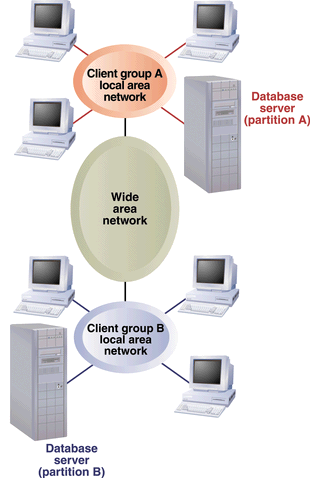 Client group A
local area
network
Database
server
(partition A)
Wide
area
network
Client group B
local area
network
Database
server
(partition B)